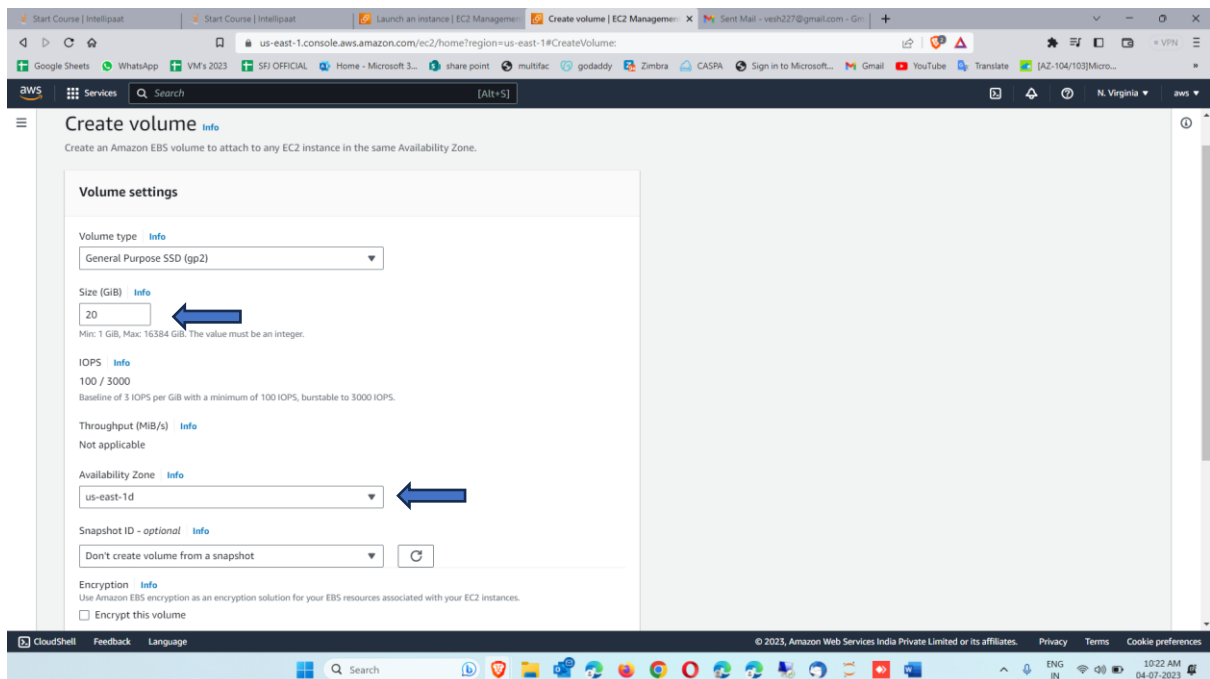 Start Course | Intellipaat
Start Course | Intellipaat
Launch an instance | EC2 Managemen
Create volume | EC2 Managemen
Sent Mail - vesh227@gmail.com - Gm
us-east-1.console.aws.amazon.com/ec2/home?region=us-east-1#CreateVolume:
VPN
Google Sheets WhatsApp VM's 2023 SFJ OFFICIAL Home - Microsoft 3... share point multifac godaddy Zimbra CASPA Sign in to Microsoft... Gmail YouTube Translate [AZ-104/103]Micro... »
aws Services Search [Alt+S] N. Virginia ▼ aws ▼
Create volume Info
Create an Amazon EBS volume to attach to any EC2 instance in the same Availability Zone.
Volume settings
Volume type Info
General Purpose SSD (gp2)
Size (GiB) Info
20
Min: 1 GiB, Max: 16384 GiB. The value must be an integer.
IOPS Info
100 / 3000
Baseline of 3 IOPS per GiB with a minimum of 100 IOPS, burstable to 3000 IOPS.
Throughput (MiB/s) Info
Not applicable
Availability Zone Info
us-east-1d
Snapshot ID - optional Info
Don't create volume from a snapshot
Encryption Info
Use Amazon EBS encryption as an encryption solution for your EBS resources associated with your EC2 instances.
Encrypt this volume
CloudShell Feedback Language © 2023, Amazon Web Services India Private Limited or its affiliates. Privacy Terms Cookie preferences
Search
ENG
IN
10:22 AM
04-07-2023